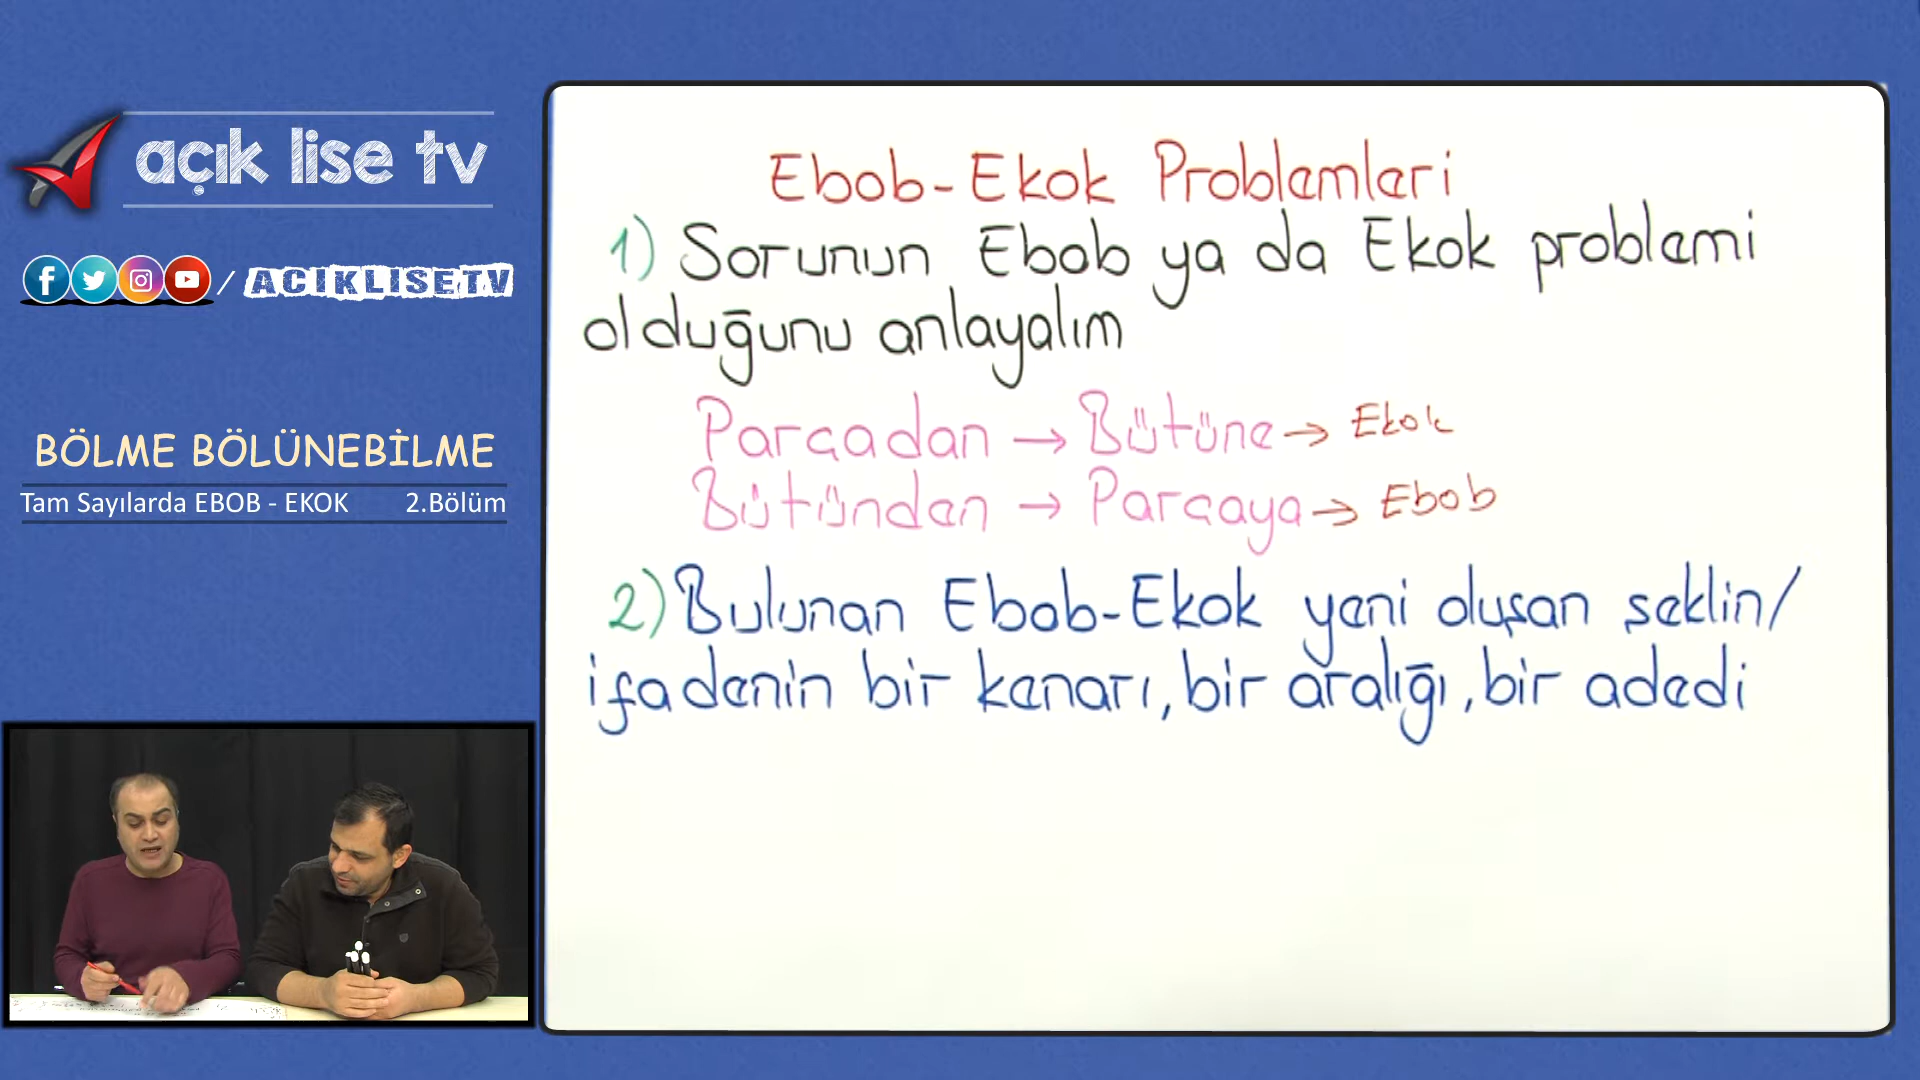 açık lise tv
/ ACIKLISETV
BÖLME BÖLÜNEBİLME
Tam Sayılarda EBOB - EKOK 2.Bölüm
Ebob-Ekok Problemleri
1) Sorunun Ebob ya da Ekok problemi
olduğunu anlayalım
Parçadan → Bütüne → Ekok
Bütünden → Parçaya → Ebob
2) Bulunan Ebob-Ekok yeni oluşan şeklin/
ifadenin bir kenarı, bir aralığı, bir adedi